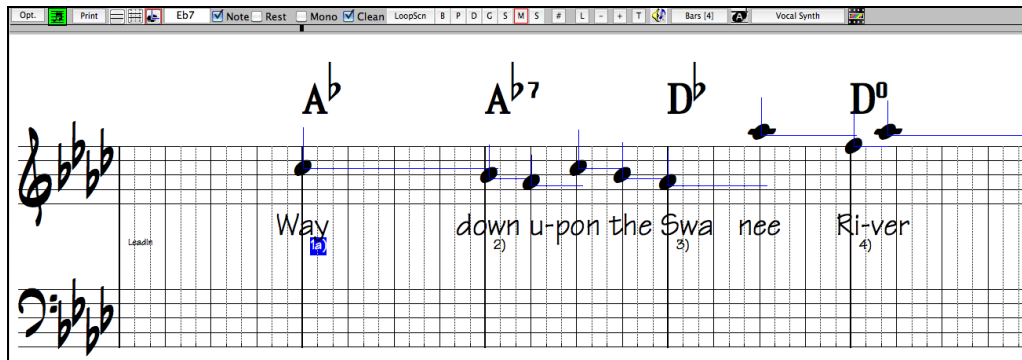 Opt. Print Eb7 Note Rest Mono Clean LoopScn B P D G S M S # L - + T Bars [4] A Vocal Synth
A♭ A♭7 D♭ D⁰
Way down u-pon the Swa nee Ri-ver
LeadIn 1a) 2) 3) 4)